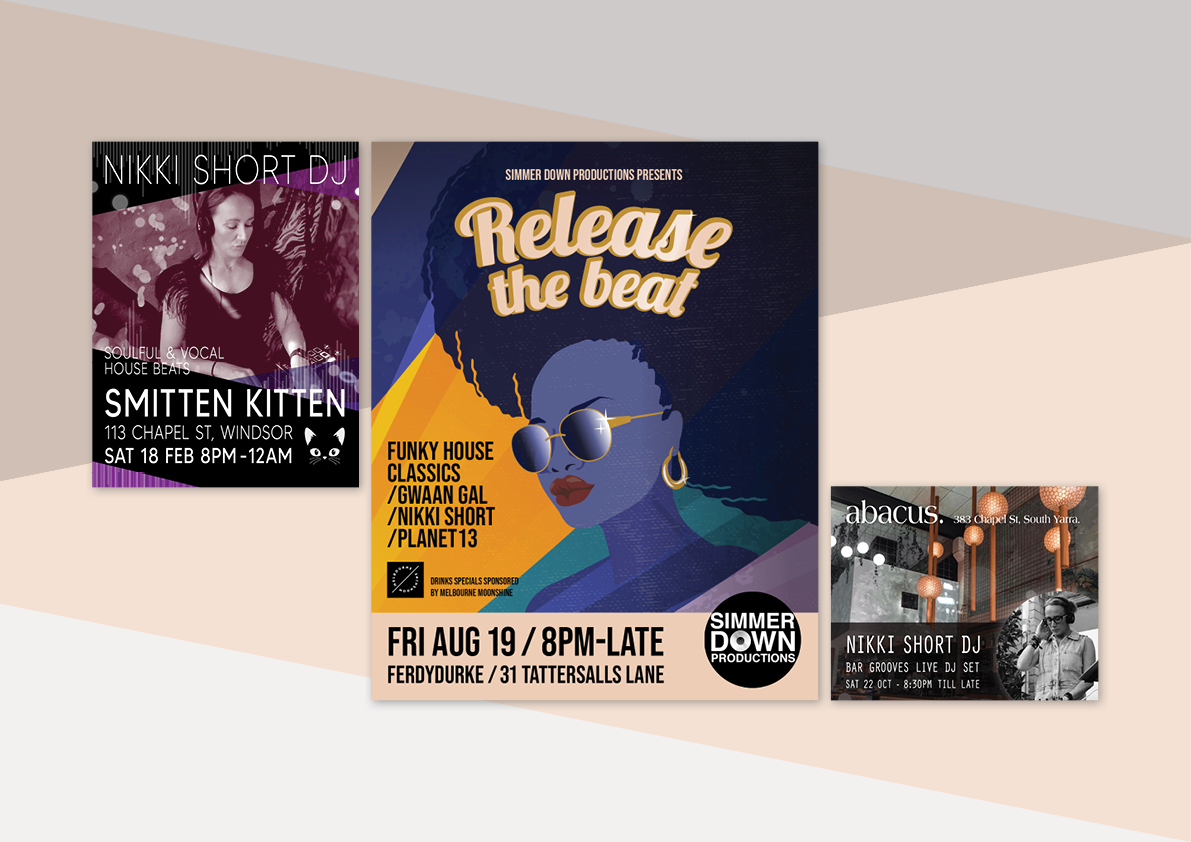 NIKKI SHORT DJ
SOULFUL & VOCAL
HOUSE BEATS
SMITTEN KITTEN
113 CHAPEL ST, WINDSOR
SAT 18 FEB 8PM-12AM
SIMMER DOWN PRODUCTIONS PRESENTS
Release
the beat
FUNKY HOUSE
CLASSICS
/GWAAN GAL
/NIKKI SHORT
/PLANET13
DRINKS SPECIALS SPONSORED
BY MELBOURNE MOONSHINE
FRI AUG 19 / 8PM-LATE
FERDYDURKE / 31 TATTERSALLS LANE
SIMMER
DOWN
PRODUCTIONS
abacus. 383 Chapel St, South Yarra.
NIKKI SHORT DJ
BAR GROOVES LIVE DJ SET
SAT 22 OCT - 8:30PM TILL LATE